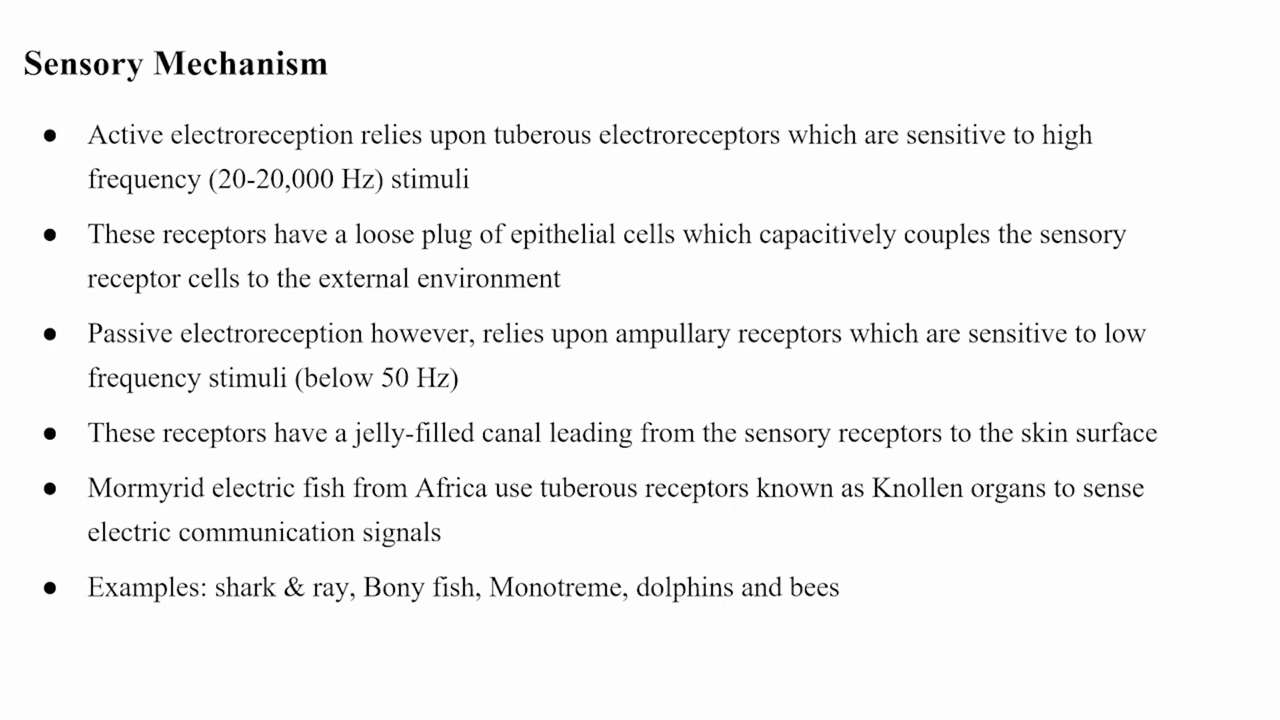 Sensory Mechanism
● Active electroreception relies upon tuberous electroreceptors which are sensitive to high
frequency (20-20,000 Hz) stimuli
● These receptors have a loose plug of epithelial cells which capacitively couples the sensory
receptor cells to the external environment
● Passive electroreception however, relies upon ampullary receptors which are sensitive to low
frequency stimuli (below 50 Hz)
● These receptors have a jelly-filled canal leading from the sensory receptors to the skin surface
● Mormyrid electric fish from Africa use tuberous receptors known as Knollen organs to sense
electric communication signals
● Examples: shark & ray, Bony fish, Monotreme, dolphins and bees